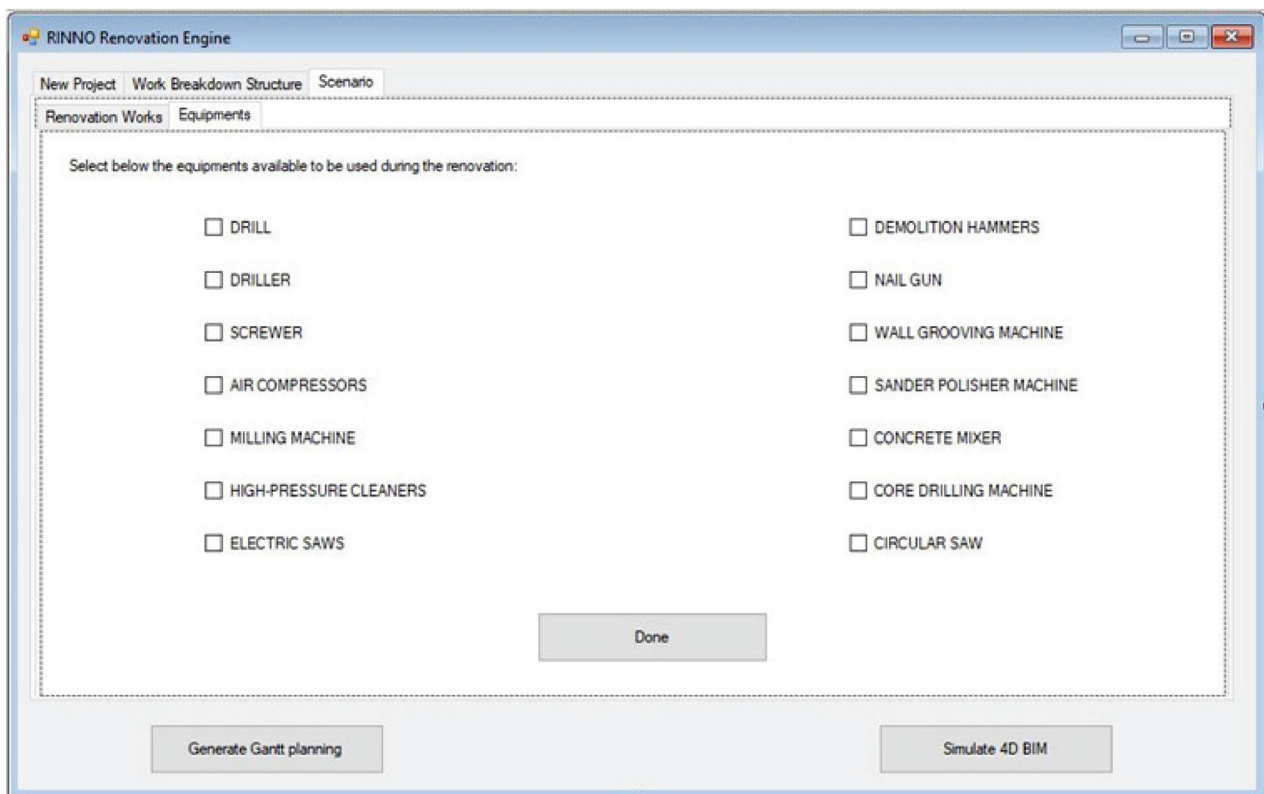 RINNO Renovation Engine
New Project Work Breakdown Structure Scenario
Renovation Works Equipments
Select below the equipments available to be used during the renovation:
DRILL
DRILLER
SCREWER
AIR COMPRESSORS
MILLING MACHINE
HIGH-PRESSURE CLEANERS
ELECTRIC SAWS
DEMOLITION HAMMERS
NAIL GUN
WALL GROOVING MACHINE
SANDER POLISHER MACHINE
CONCRETE MIXER
CORE DRILLING MACHINE
CIRCULAR SAW
Done
Generate Gantt planning
Simulate 4D BIM